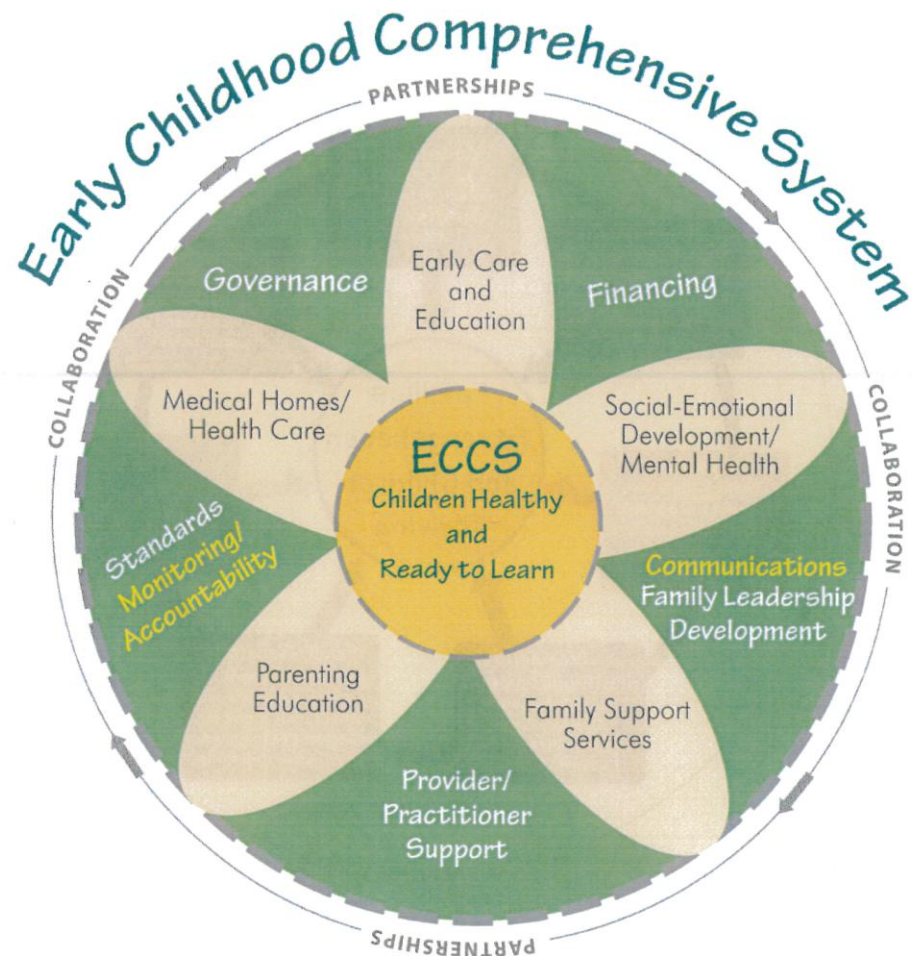 Early Childhood Comprehensive System
PARTNERSHIPS
COLLABORATION
COLLABORATION
PARTNERSHIPS
Governance
Early Care
and
Education
Financing
Medical Homes/
Health Care
Social-Emotional
Development/
Mental Health
ECCS
Children Healthy
and
Ready to Learn
Standards
Monitoring/
Accountability
Communications
Family Leadership
Development
Parenting
Education
Family Support
Services
Provider/
Practitioner
Support